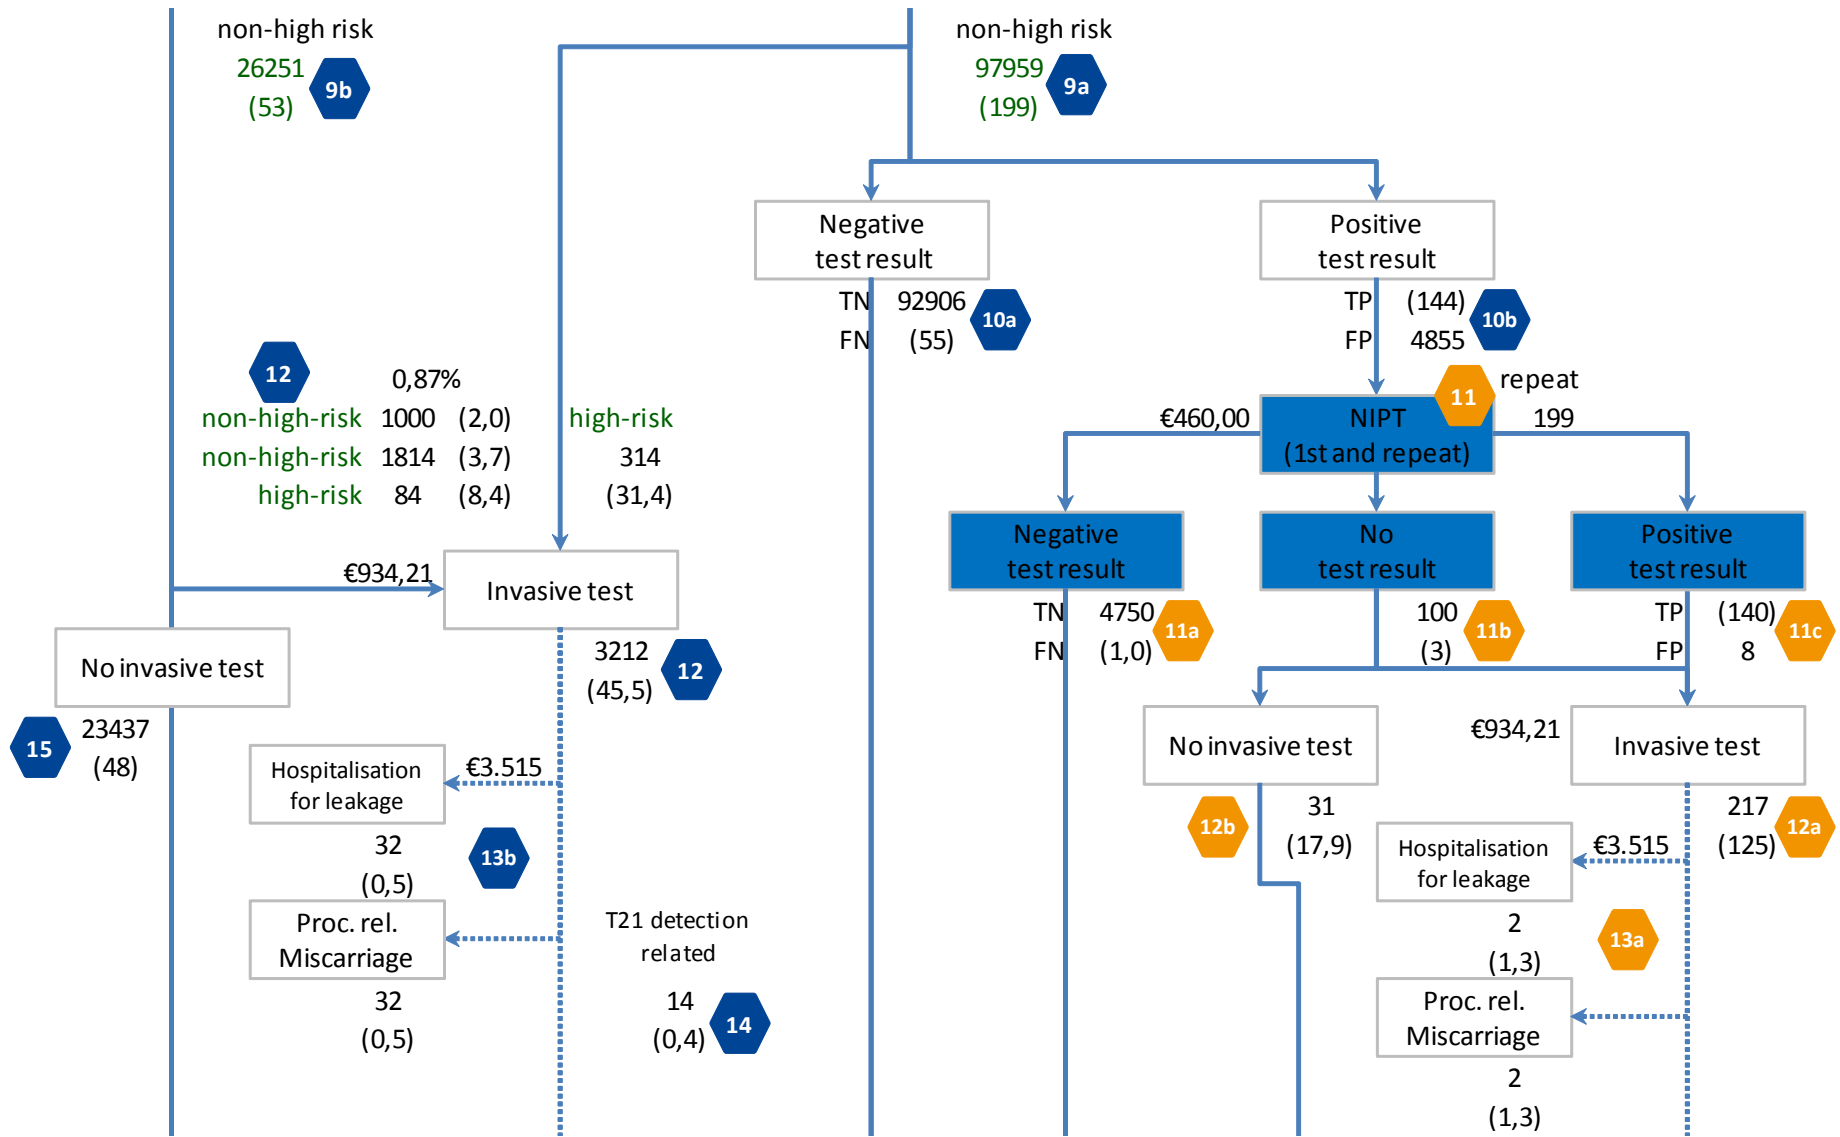 non-high risk
26251
(53)
9b
non-high risk
97959
(199)
9a
Negative
test result
TN 92906
FN (55)
10a
Positive
test result
TP (144)
FP 4855
10b
12
0,87%
non-high-risk 1000 (2,0)
non-high-risk 1814 (3,7)
high-risk 84 (8,4)
high-risk
314
(31,4)
11
repeat
199
€460,00
NIPT
(1st and repeat)
Negative
test result
TN 4750
FN (1,0)
11a
No
test result
100
(3)
11b
Positive
test result
TP (140)
FP 8
11c
€934,21
Invasive test
3212
(45,5)
12
No invasive test
15
23437
(48)
Hospitalisation
for leakage
€3.515
32
(0,5)
13b
Proc. rel.
Miscarriage
32
(0,5)
T21 detection
related
14
(0,4)
14
No invasive test
12b
31
(17,9)
€934,21
Invasive test
217
(125)
12a
Hospitalisation
for leakage
€3.515
2
(1,3)
13a
Proc. rel.
Miscarriage
2
(1,3)